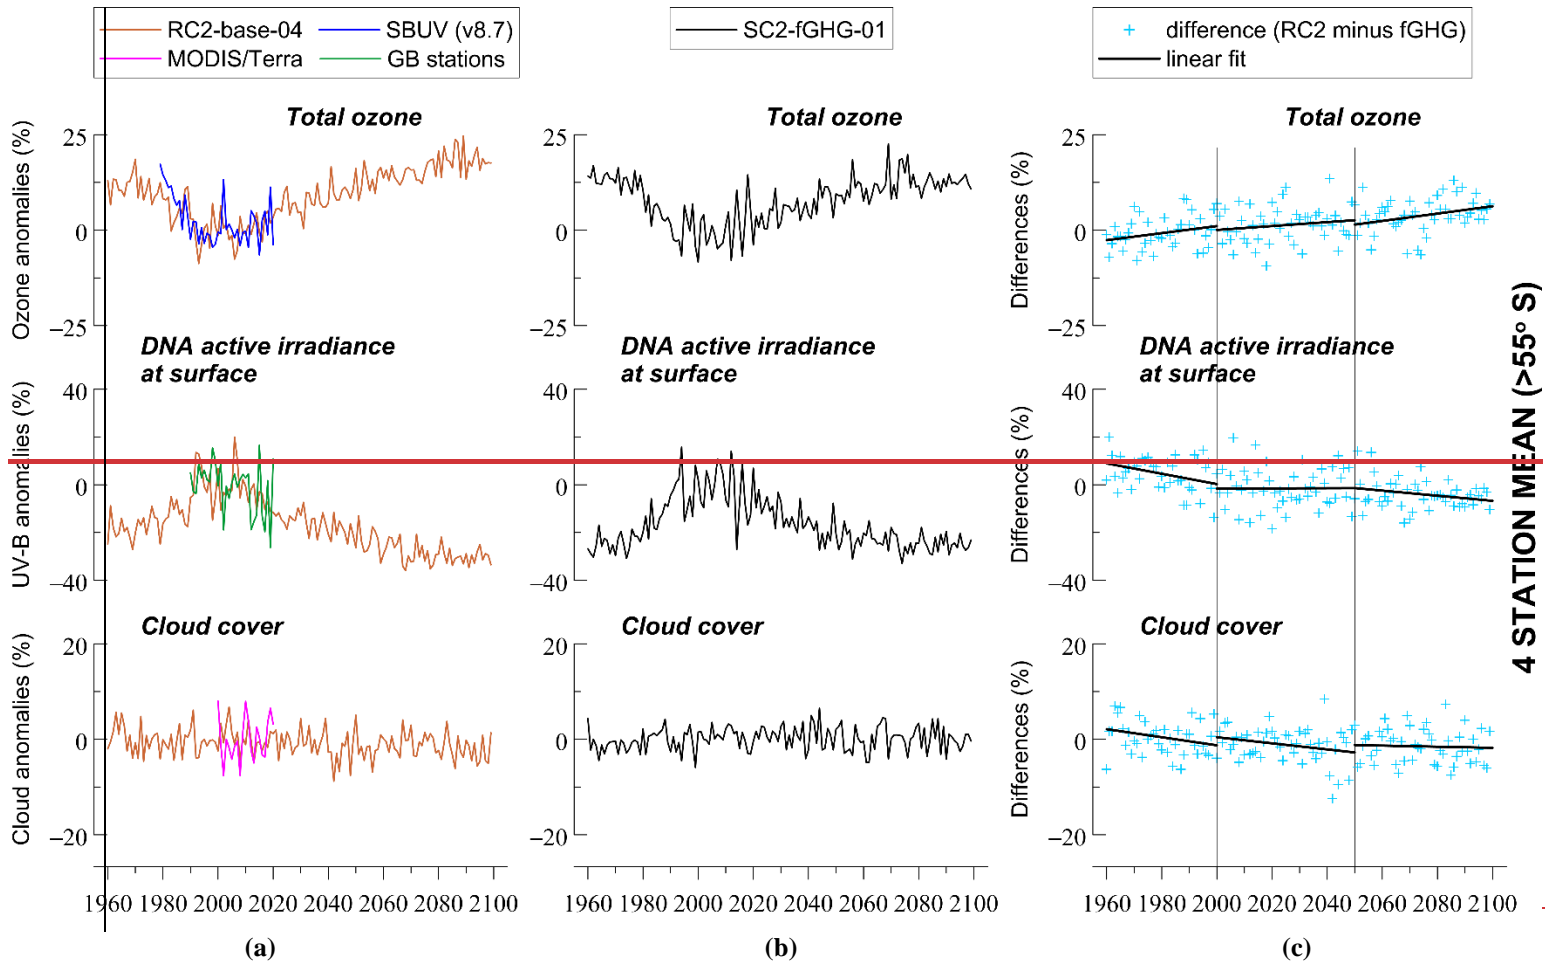 RC2-base-04 SBUV (v8.7)
MODIS/Terra GB stations
SC2-fGHG-01
difference (RC2 minus fGHG)
linear fit
Total ozone
Total ozone
Total ozone
Ozone anomalies (%)
25
0
−25
25
0
−25
Differences (%)
25
0
−25
DNA active irradiance
at surface
DNA active irradiance
at surface
DNA active irradiance
at surface
UV-B anomalies (%)
40
0
−40
40
0
−40
Differences (%)
40
0
−40
Cloud cover
Cloud cover
Cloud cover
Cloud anomalies (%)
20
0
−20
20
0
−20
Differences (%)
20
0
−20
4 STATION MEAN (>55° S)
1960 1980 2000 2020 2040 2060 2080 2100
1960 1980 2000 2020 2040 2060 2080 2100
1960 1980 2000 2020 2040 2060 2080 2100
(a)
(b)
(c)